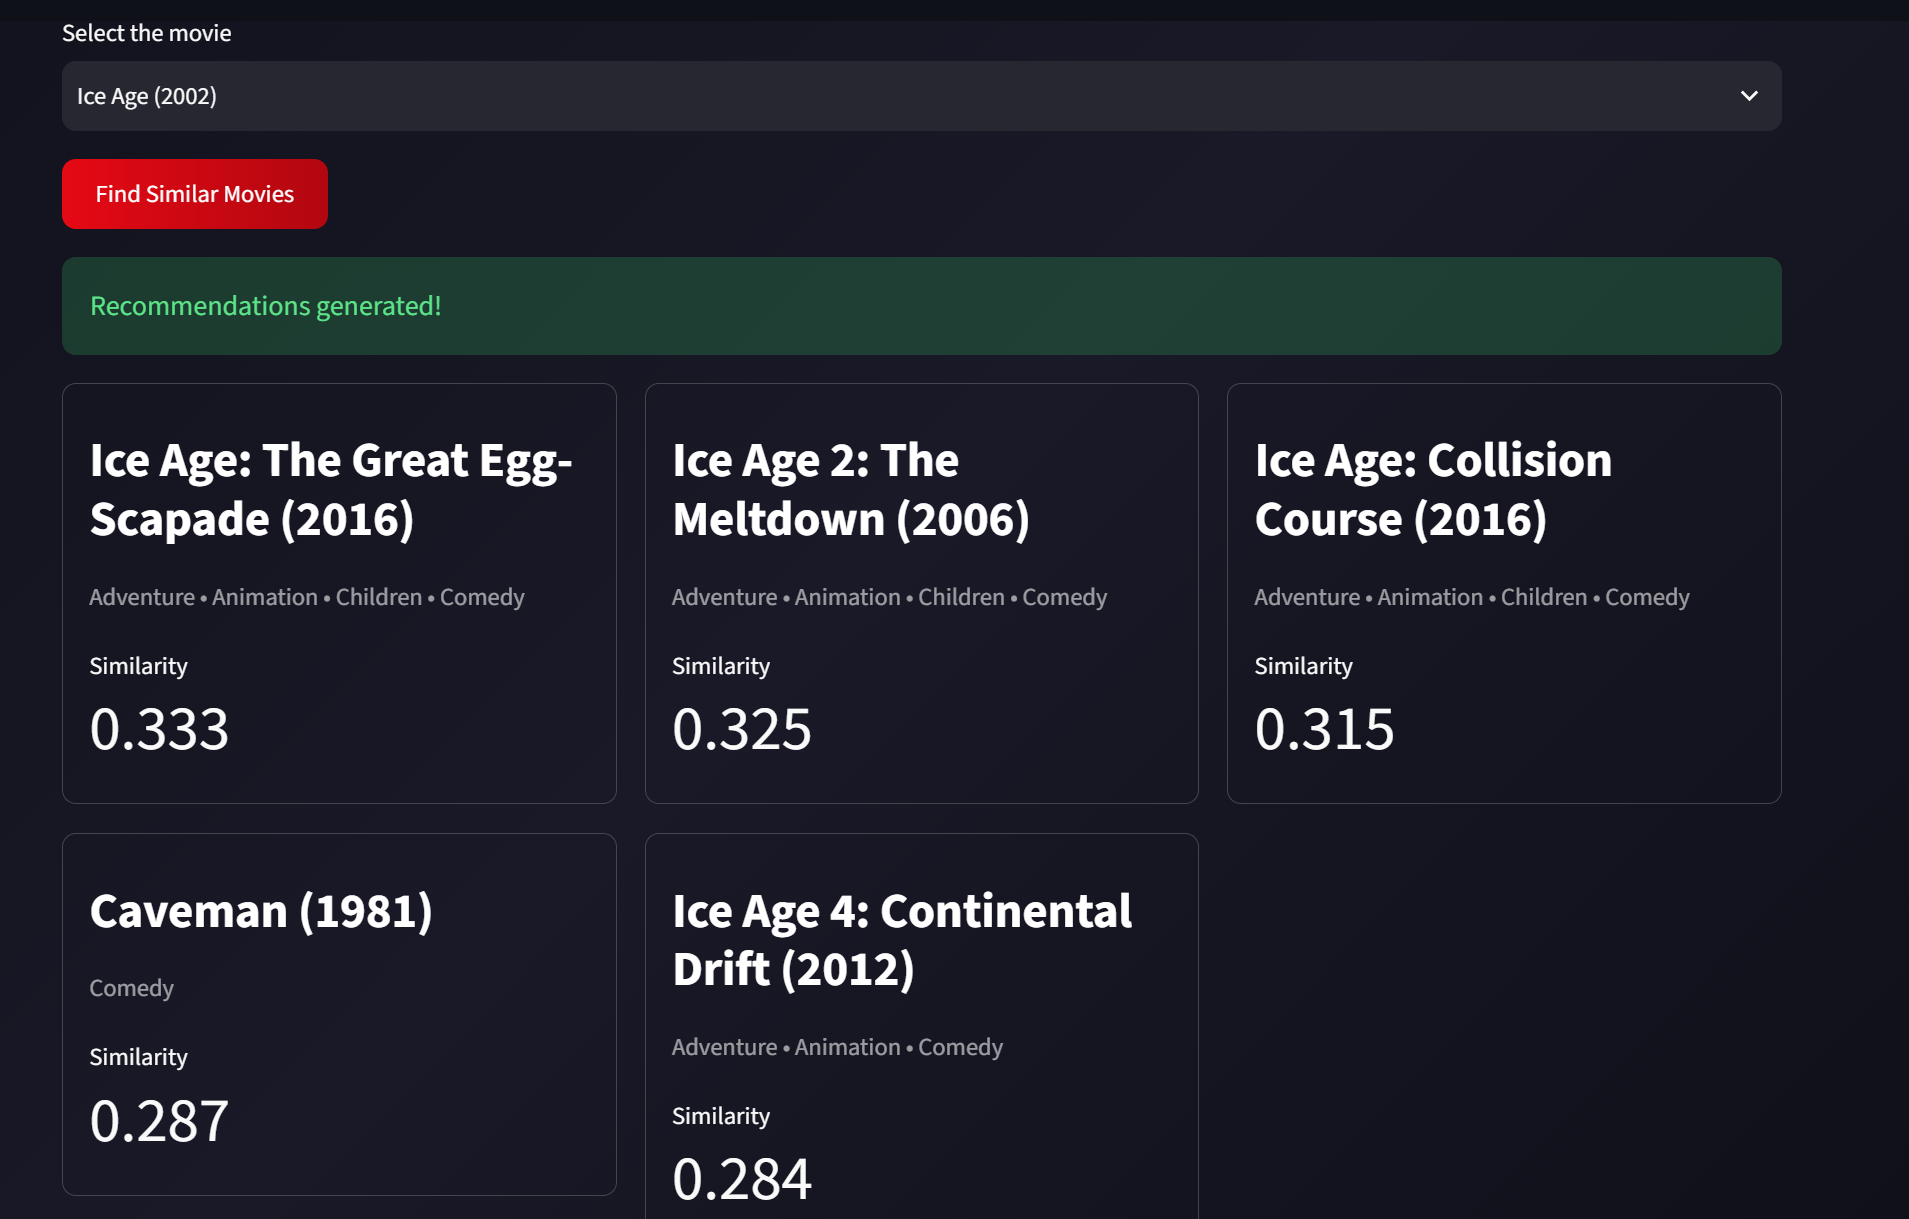 Select the movie
Ice Age (2002)
Find Similar Movies
Recommendations generated!
Ice Age: The Great Egg-
Scapade (2016)
Adventure • Animation • Children • Comedy
Similarity
0.333
Ice Age 2: The
Meltdown (2006)
Adventure • Animation • Children • Comedy
Similarity
0.325
Ice Age: Collision
Course (2016)
Adventure • Animation • Children • Comedy
Similarity
0.315
Caveman (1981)
Comedy
Similarity
0.287
Ice Age 4: Continental
Drift (2012)
Adventure • Animation • Comedy
Similarity
0.284